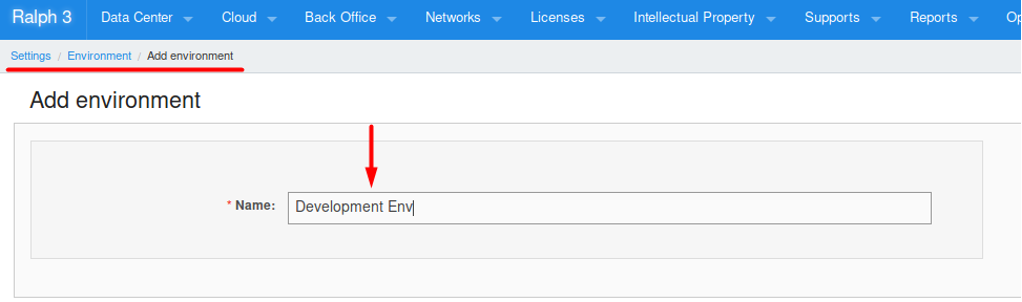 Ralph 3 Data Center Cloud Back Office Networks Licenses Intellectual Property Supports Reports Op
Settings / Environment / Add environment
Add environment
* Name: Development Env